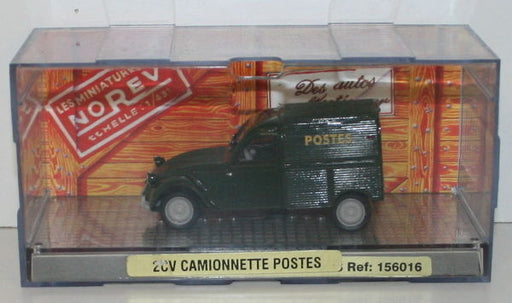 LES MINIATURES
NOREV
ECHELLE - 1/43
Des autos
POSTES
2CV CAMIONNETTE POSTES
Ref: 156016